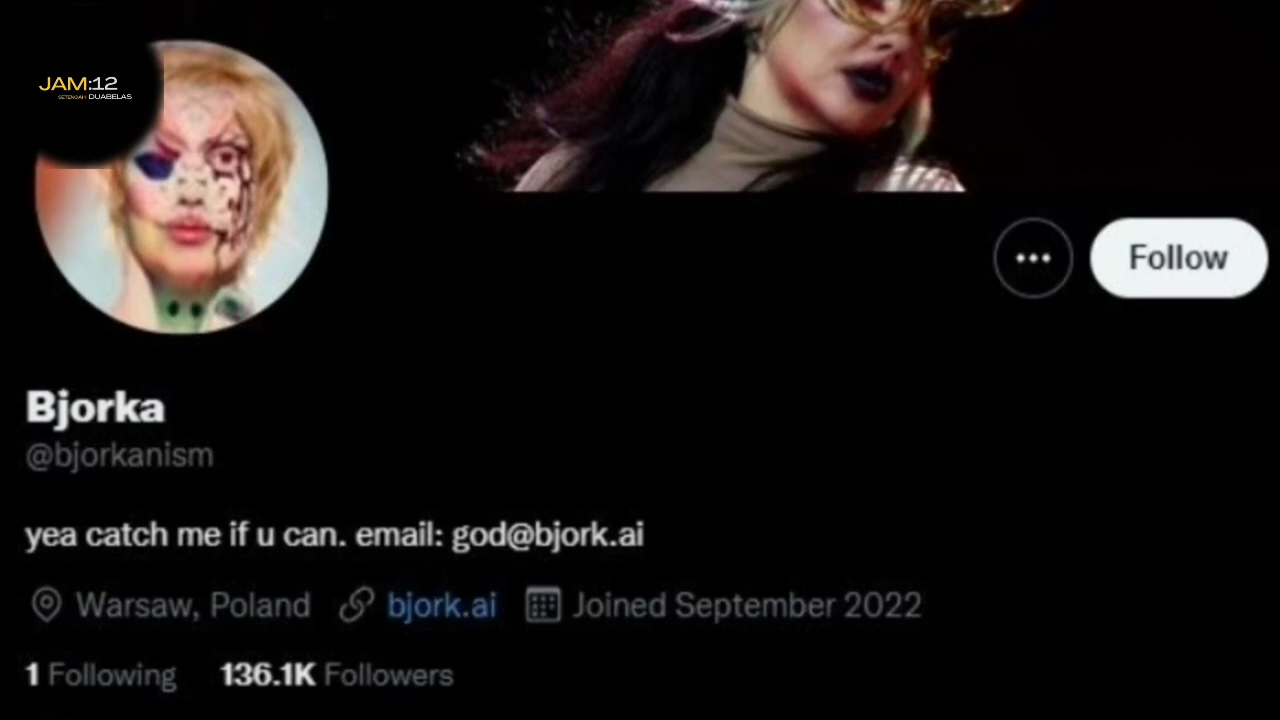 JAM:12
SETENGAH DUABELAS
Follow
Bjorka
@bjorkanism
yea catch me if u can. email: god@bjork.ai
Warsaw, Poland bjork.ai Joined September 2022
1 Following 136.1K Followers